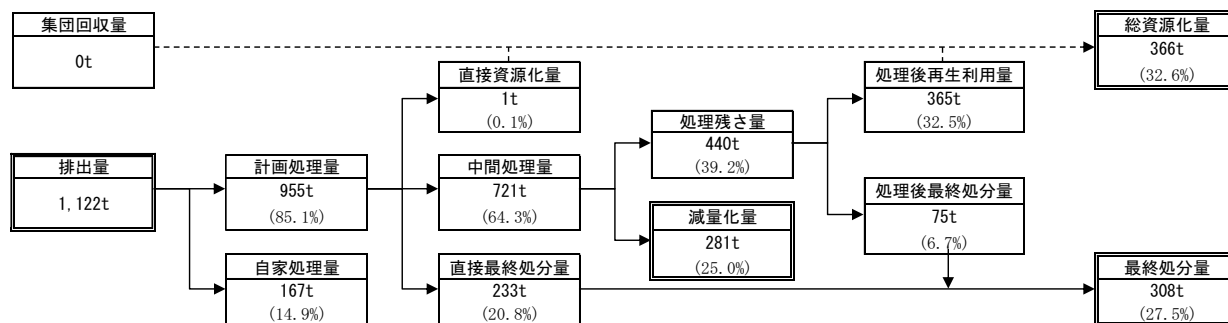 集団回収量
0t
総資源化量
366t
(32.6%)
直接資源化量
1t
(0.1%)
処理後再生利用量
365t
(32.5%)
処理残さ量
440t
(39.2%)
排出量
1,122t
計画処理量
955t
(85.1%)
中間処理量
721t
(64.3%)
処理後最終処分量
75t
(6.7%)
減量化量
281t
(25.0%)
自家処理量
167t
(14.9%)
直接最終処分量
233t
(20.8%)
最終処分量
308t
(27.5%)